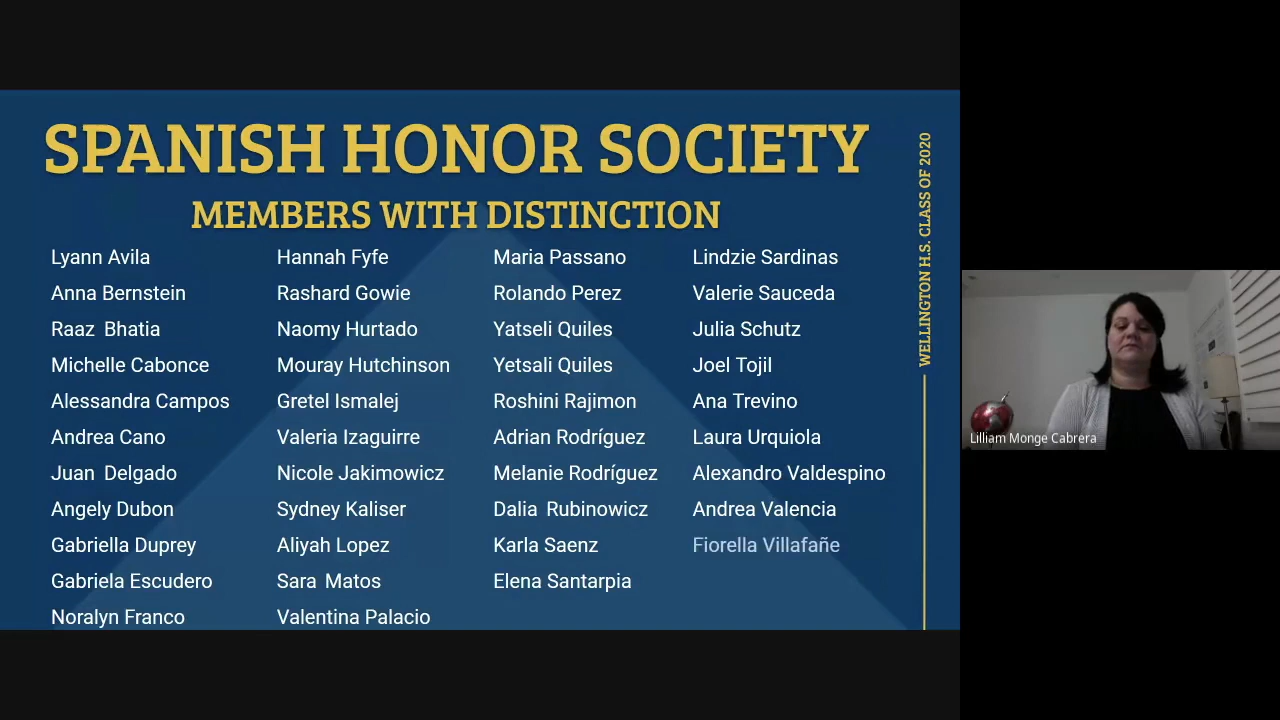 SPANISH HONOR SOCIETY
MEMBERS WITH DISTINCTION
Lyann Avila
Anna Bernstein
Raaz Bhatia
Michelle Cabonce
Alessandra Campos
Andrea Cano
Juan Delgado
Angely Dubon
Gabriella Duprey
Gabriela Escudero
Noralyn Franco
Hannah Fyfe
Rashard Gowie
Naomy Hurtado
Mouray Hutchinson
Gretel Ismalej
Valeria Izaguirre
Nicole Jakimowicz
Sydney Kaliser
Aliyah Lopez
Sara Matos
Valentina Palacio
Maria Passano
Rolando Perez
Yatseli Quiles
Yetsali Quiles
Roshini Rajimon
Adrian Rodríguez
Melanie Rodríguez
Dalia Rubinowicz
Karla Saenz
Elena Santarpia
Lindzie Sardinas
Valerie Sauceda
Julia Schutz
Joel Tojil
Ana Trevino
Laura Urquiola
Alexandro Valdespino
Andrea Valencia
Fiorella Villafañe
WELLINGTON H.S. CLASS OF 2020
Lilliam Monge Cabrera